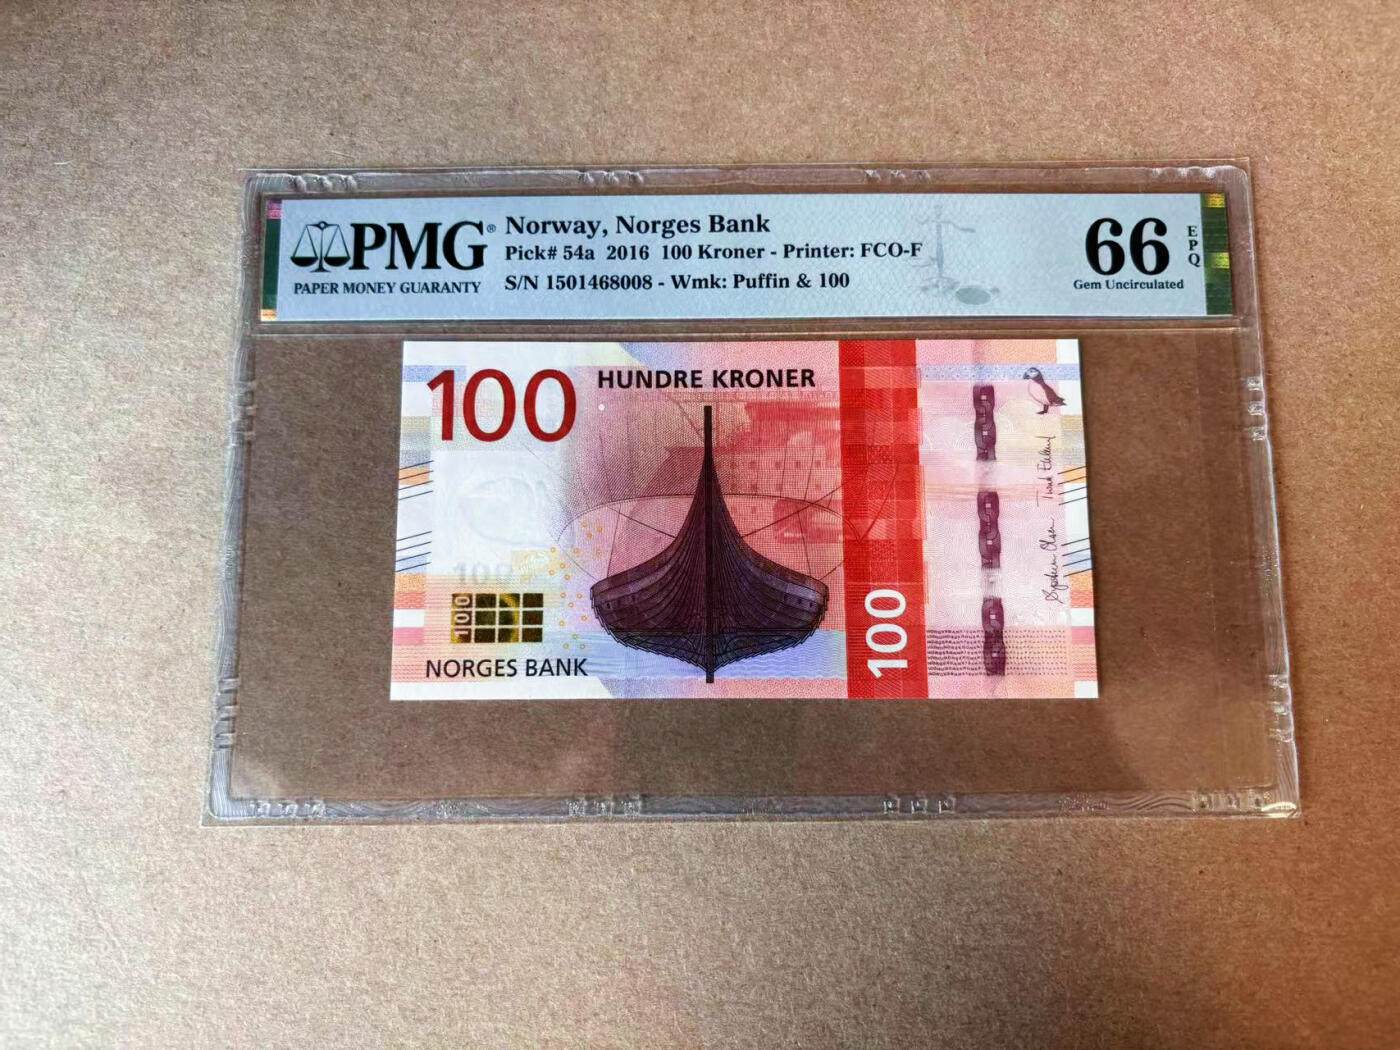 PMG®
PAPER MONEY GUARANTY
Norway, Norges Bank
Pick# 54a 2016 100 Kroner - Printer: FCO-F
S/N 1501468008 - Wmk: Puffin & 100
66
EPQ
Gem Uncirculated
100
HUNDRE KRONER
100
100
NORGES BANK
100